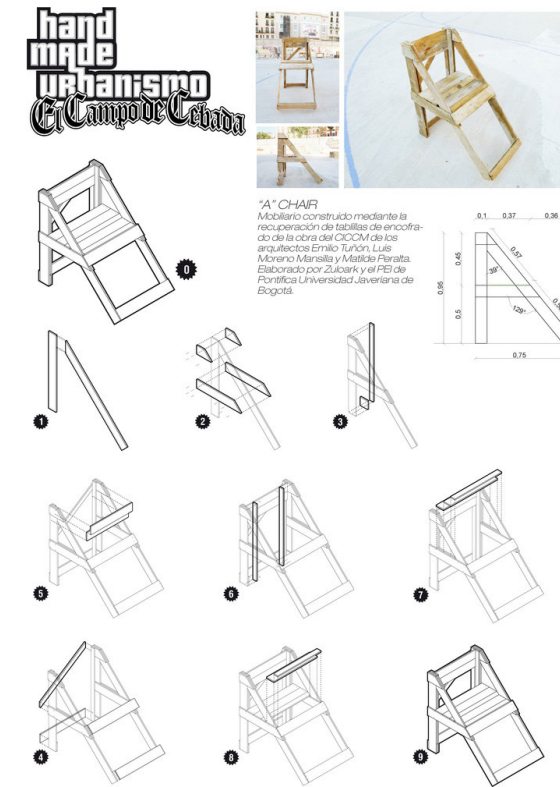 hand
made
urbanismo
El Campo de Cebada
"A" CHAIR
Mobiliario construido mediante la
recuperación de tablillas de encofra-
do de la obra del CICCM de los
arquitectos Emilio Tuñón, Luis
Moreno Mansilla y Matilde Peralta.
Elaborado por Zuloark y el PEI de
Pontífica Universidad Javeriana de
Bogotá.
0,1 0,37 0,36
0,45
0,95
0,57
39°
129°
0,5
0,75
0
1
2
3
5
6
7
4
8
9